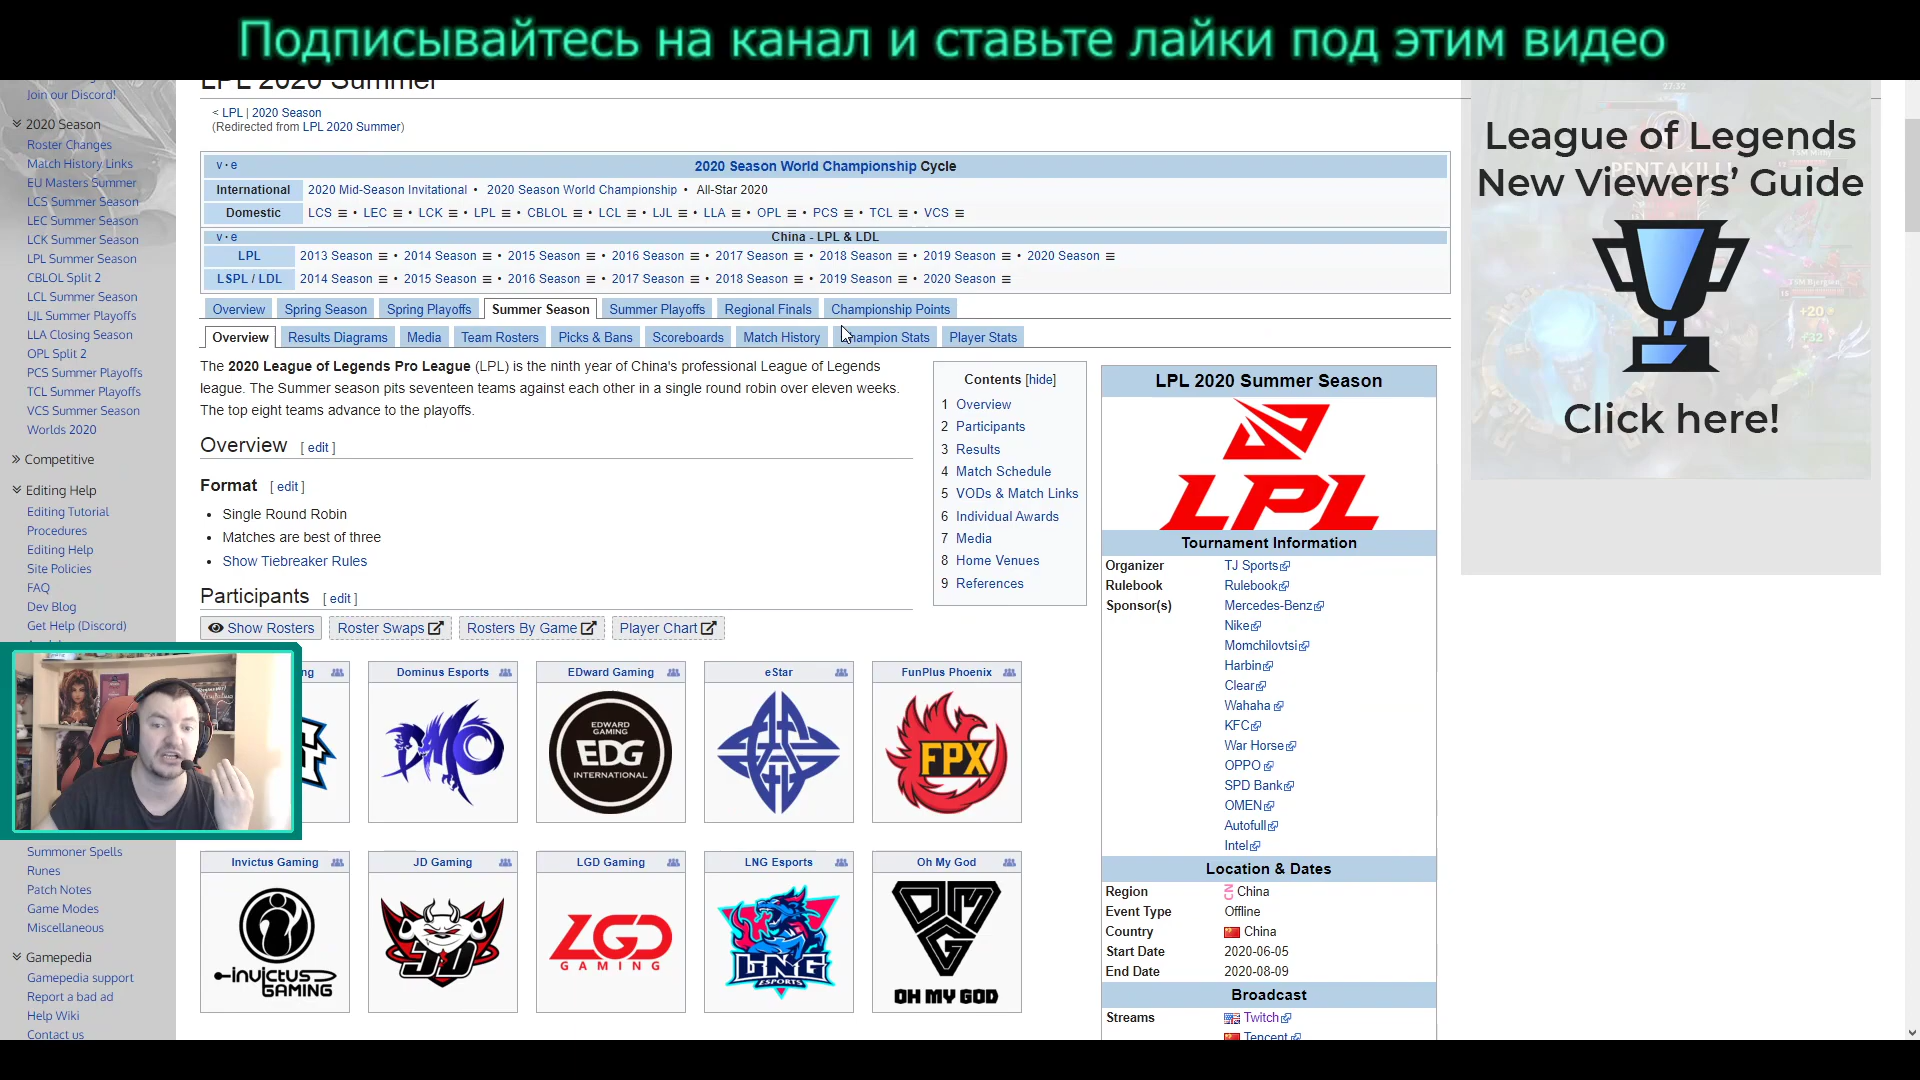 Подписывайтесь на канал и ставьте лайки под этим видео
LPL 2020 Summer
Join our Discord!
2020 Season
Roster Changes
Match History Links
EU Masters Summer
LCS Summer Season
LEC Summer Season
LCK Summer Season
LPL Summer Season
CBLOL Split 2
LCL Summer Season
LJL Summer Playoffs
LLA Closing Season
OPL Split 2
PCS Summer Playoffs
TCL Summer Playoffs
VCS Summer Season
Worlds 2020
Competitive
Editing Help
Editing Tutorial
Procedures
Editing Help
Site Policies
FAQ
Dev Blog
Get Help (Discord)
Summoner Spells
Runes
Patch Notes
Game Modes
Miscellaneous
Gamepedia
Gamepedia support
Report a bad ad
Help Wiki
Contact us
< LPL | 2020 Season
(Redirected from LPL 2020 Summer)
v · e
2020 Season World Championship Cycle
International 2020 Mid-Season Invitational • 2020 Season World Championship • All-Star 2020
Domestic LCS • LEC • LCK • LPL • CBLOL • LCL • LJL • LLA • OPL • PCS • TCL • VCS
v · e
China - LPL & LDL
LPL 2013 Season • 2014 Season • 2015 Season • 2016 Season • 2017 Season • 2018 Season • 2019 Season • 2020 Season
LSPL / LDL 2014 Season • 2015 Season • 2016 Season • 2017 Season • 2018 Season • 2019 Season • 2020 Season
Overview Spring Season Spring Playoffs Summer Season Summer Playoffs Regional Finals Championship Points
Overview Results Diagrams Media Team Rosters Picks & Bans Scoreboards Match History ampion Stats Player Stats
The 2020 League of Legends Pro League (LPL) is the ninth year of China's professional League of Legends
league. The Summer season pits seventeen teams against each other in a single round robin over eleven weeks.
The top eight teams advance to the playoffs.
Overview [ edit ]
Format [ edit ]
• Single Round Robin
• Matches are best of three
• Show Tiebreaker Rules
Participants [ edit ]
Show Rosters Roster Swaps Rosters By Game Player Chart
Contents [hide]
1 Overview
2 Participants
3 Results
4 Match Schedule
5 VODs & Match Links
6 Individual Awards
7 Media
8 Home Venues
9 References
ng Dominus Esports EDward Gaming eStar FunPlus Phoenix
DMO
EDWARD
GAMING
EDG
INTERNATIONAL
FPX
Invictus Gaming JD Gaming LGD Gaming LNG Esports Oh My God
invictus
GAMING
JD
LGD
GAMING
LNG
ESPORTS
OMG
OH MY GOD
LPL 2020 Summer Season
LPL
Tournament Information
Organizer TJ Sports
Rulebook Rulebook
Sponsor(s) Mercedes-Benz
Nike
Momchilovtsi
Harbin
Clear
Wahaha
KFC
War Horse
OPPO
SPD Bank
OMEN
Autofull
Intel
Location & Dates
Region CN China
Event Type Offline
Country China
Start Date 2020-06-05
End Date 2020-08-09
Broadcast
Streams Twitch
Tencent
League of Legends
New Viewers' Guide
PENTAKILL!
+20
+32
Click here!